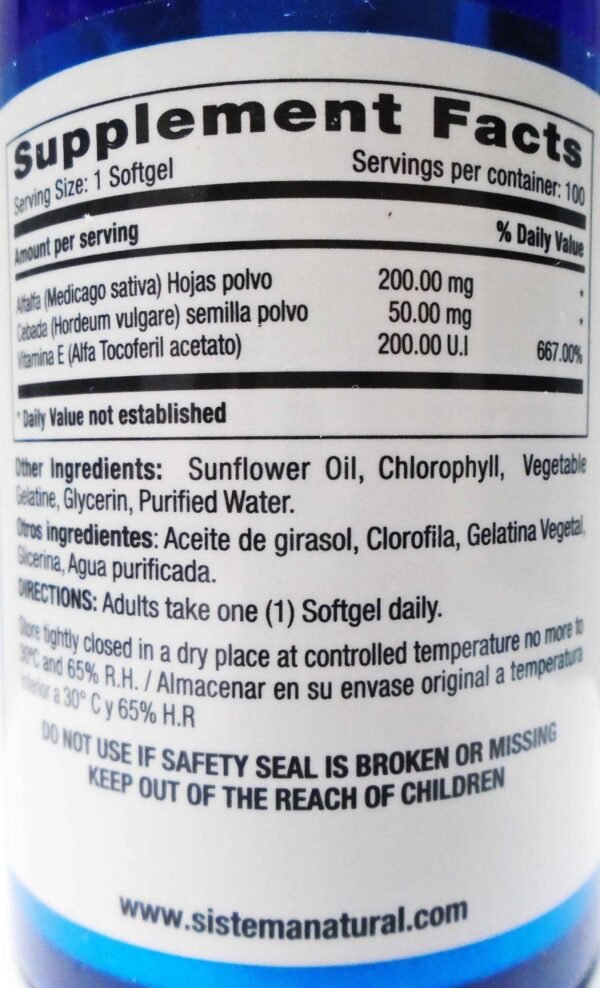 Supplement Facts
Serving Size: 1 Softgel Servings per container: 100
Amount per serving % Daily Value
Alfalfa (Medicago sativa) Hojas polvo 200.00 mg *
Cebada (Hordeum vulgare) semilla polvo 50.00 mg *
Vitamina E (Alfa Tocoferil acetato) 200.00 U.I 667.00%
* Daily Value not established
Other Ingredients: Sunflower Oil, Chlorophyll, Vegetable
Gelatine, Glycerin, Purified Water.
Otros ingredientes: Aceite de girasol, Clorofila, Gelatina Vegetal,
Glicerina, Agua purificada.
DIRECTIONS: Adults take one (1) Softgel daily.
Store tightly closed in a dry place at controlled temperature no more to
30°C and 65% R.H. / Almacenar en su envase original a temperatura
inferior a 30° C y 65% H.R
DO NOT USE IF SAFETY SEAL IS BROKEN OR MISSING
KEEP OUT OF THE REACH OF CHILDREN
www.sistemanatural.com